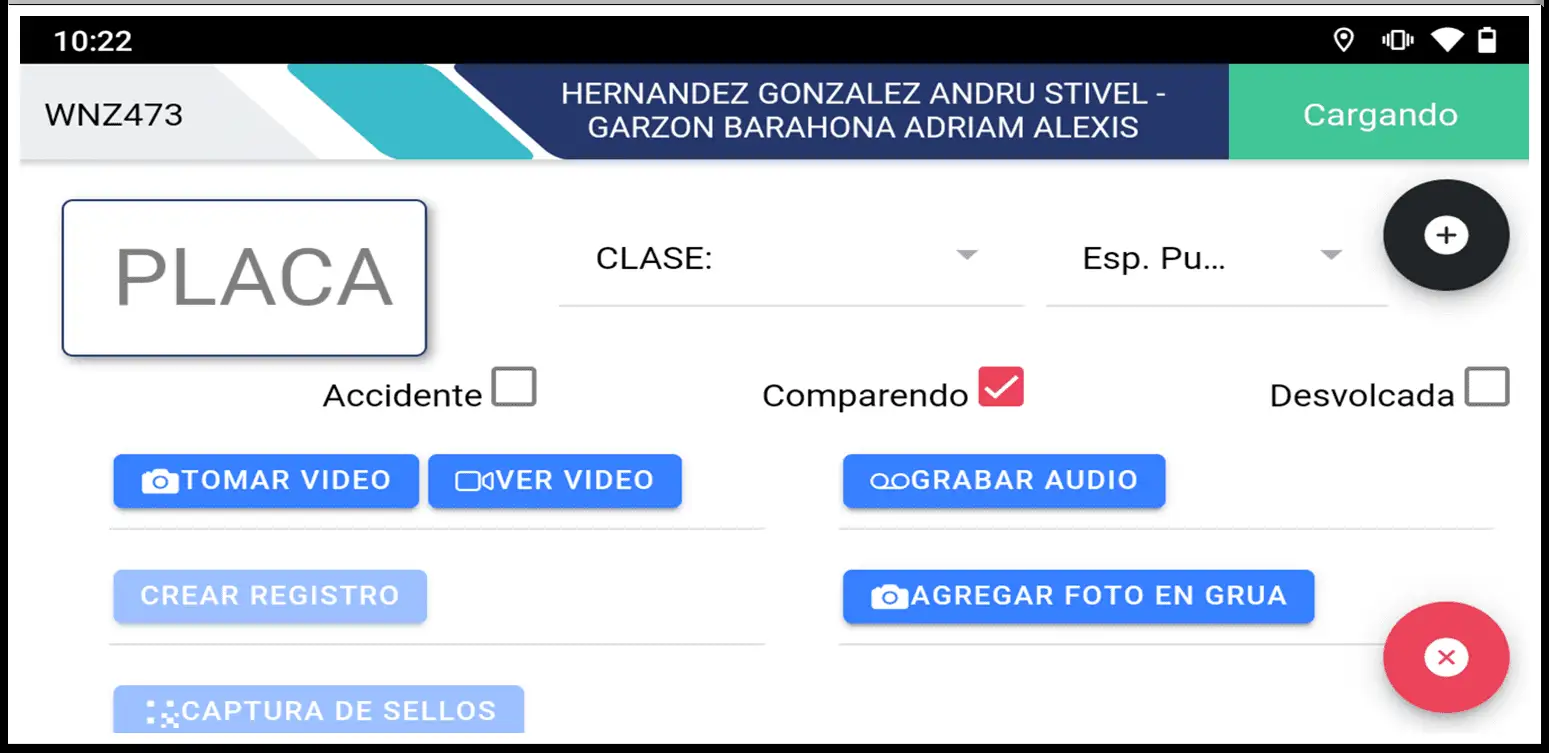 10:22
WNZ473
HERNANDEZ GONZALEZ ANDRU STIVEL -
GARZON BARAHONA ADRIAM ALEXIS
Cargando
PLACA
CLASE:
Esp. Pu...
Accidente
Comparendo
Desvolcada
TOMAR VIDEO
VER VIDEO
GRABAR AUDIO
CREAR REGISTRO
AGREGAR FOTO EN GRUA
CAPTURA DE SELLOS